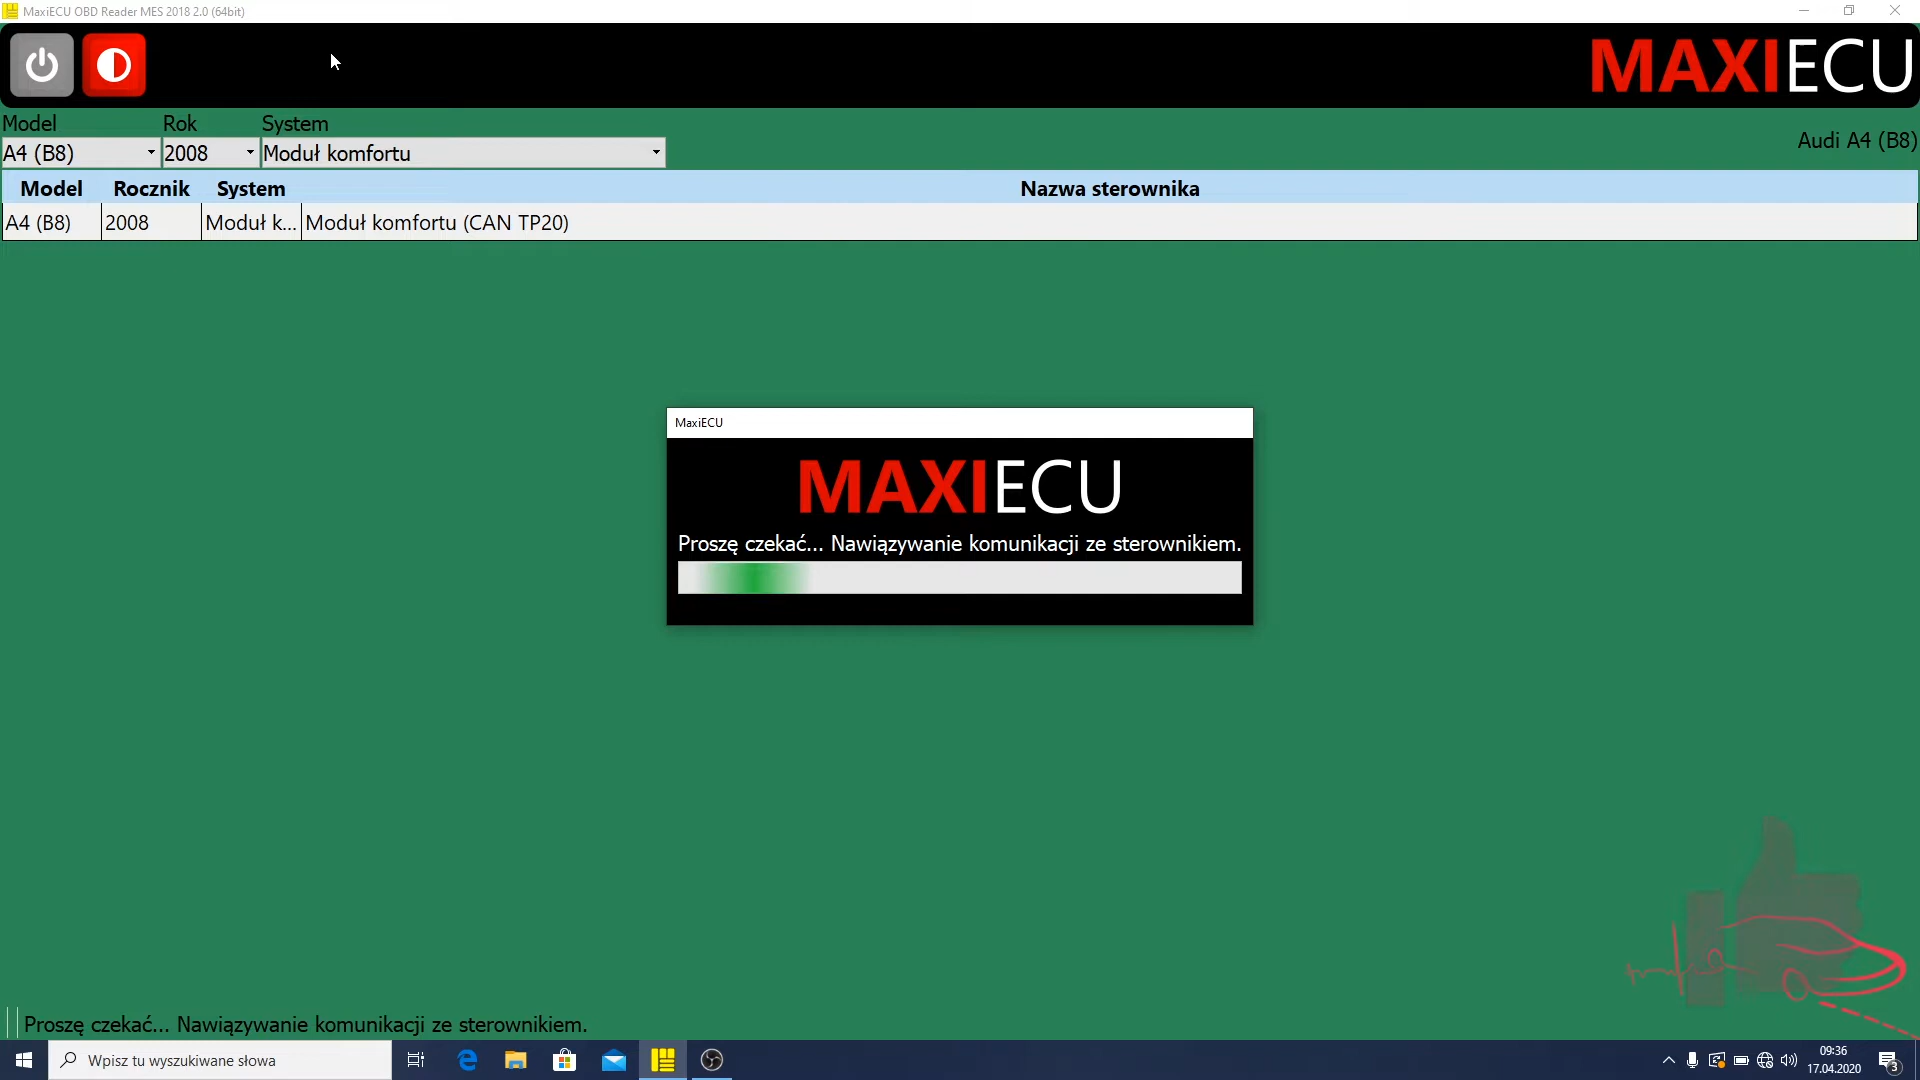 MaxiECU OBD Reader MES 2018 2.0 (64bit)
MAXIECU
Model Rok System
A4 (B8) 2008 Moduł komfortu
Audi A4 (B8)
Model Rocznik System Nazwa sterownika
A4 (B8) 2008 Moduł k... Moduł komfortu (CAN TP20)
MaxiECU
MAXIECU
Proszę czekać... Nawiązywanie komunikacji ze sterownikiem.
Proszę czekać... Nawiązywanie komunikacji ze sterownikiem.
Wpisz tu wyszukiwane słowa
09:36
17.04.2020
3